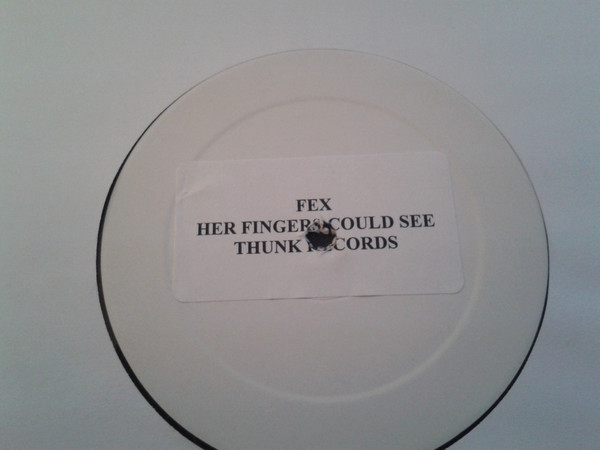 FEX
HER FINGERS COULD SEE
THUNK RECORDS